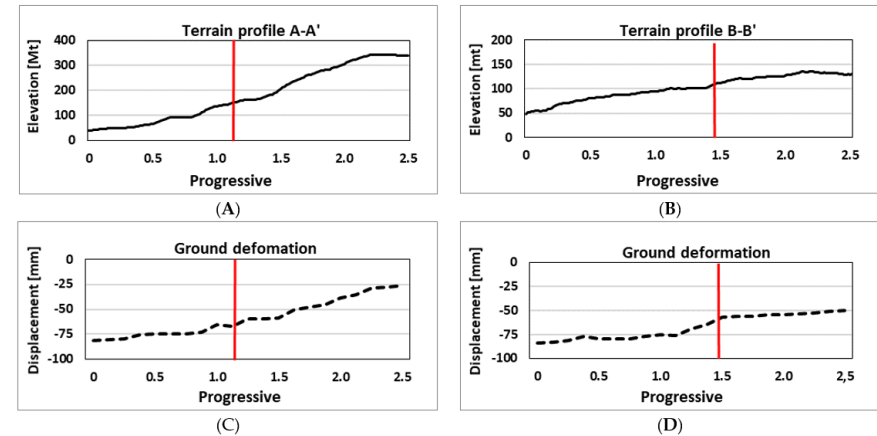 Terrain profile A-A'
Elevation [Mt]
400
300
200
100
0
0 0.5 1.0 1.5 2.0 2.5
Progressive
(A)
Terrain profile B-B'
Elevation [mt]
200
150
100
50
0
0 0.5 1.0 1.5 2.0 2.5
Progressive
(B)
Ground defomation
Displacement [mm]
0
-25
-50
-75
-100
0 0.5 1.0 1.5 2.0 2.5
Progressive
(C)
Ground deformation
Displacement [mm]
0
-25
-50
-75
-100
0 0.5 1.0 1.5 2.0 2,5
Progressive
(D)